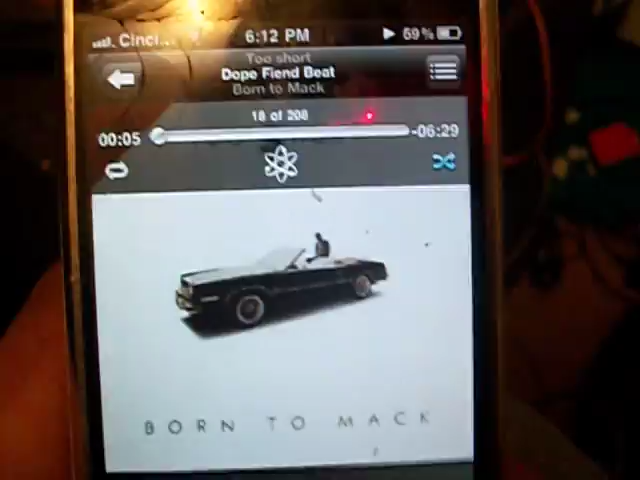 Cinci... 6:12 PM 69%
Too short
Dope Fiend Beat
Born to Mack
18 of 208
00:05 -06:29
BORN TO MACK